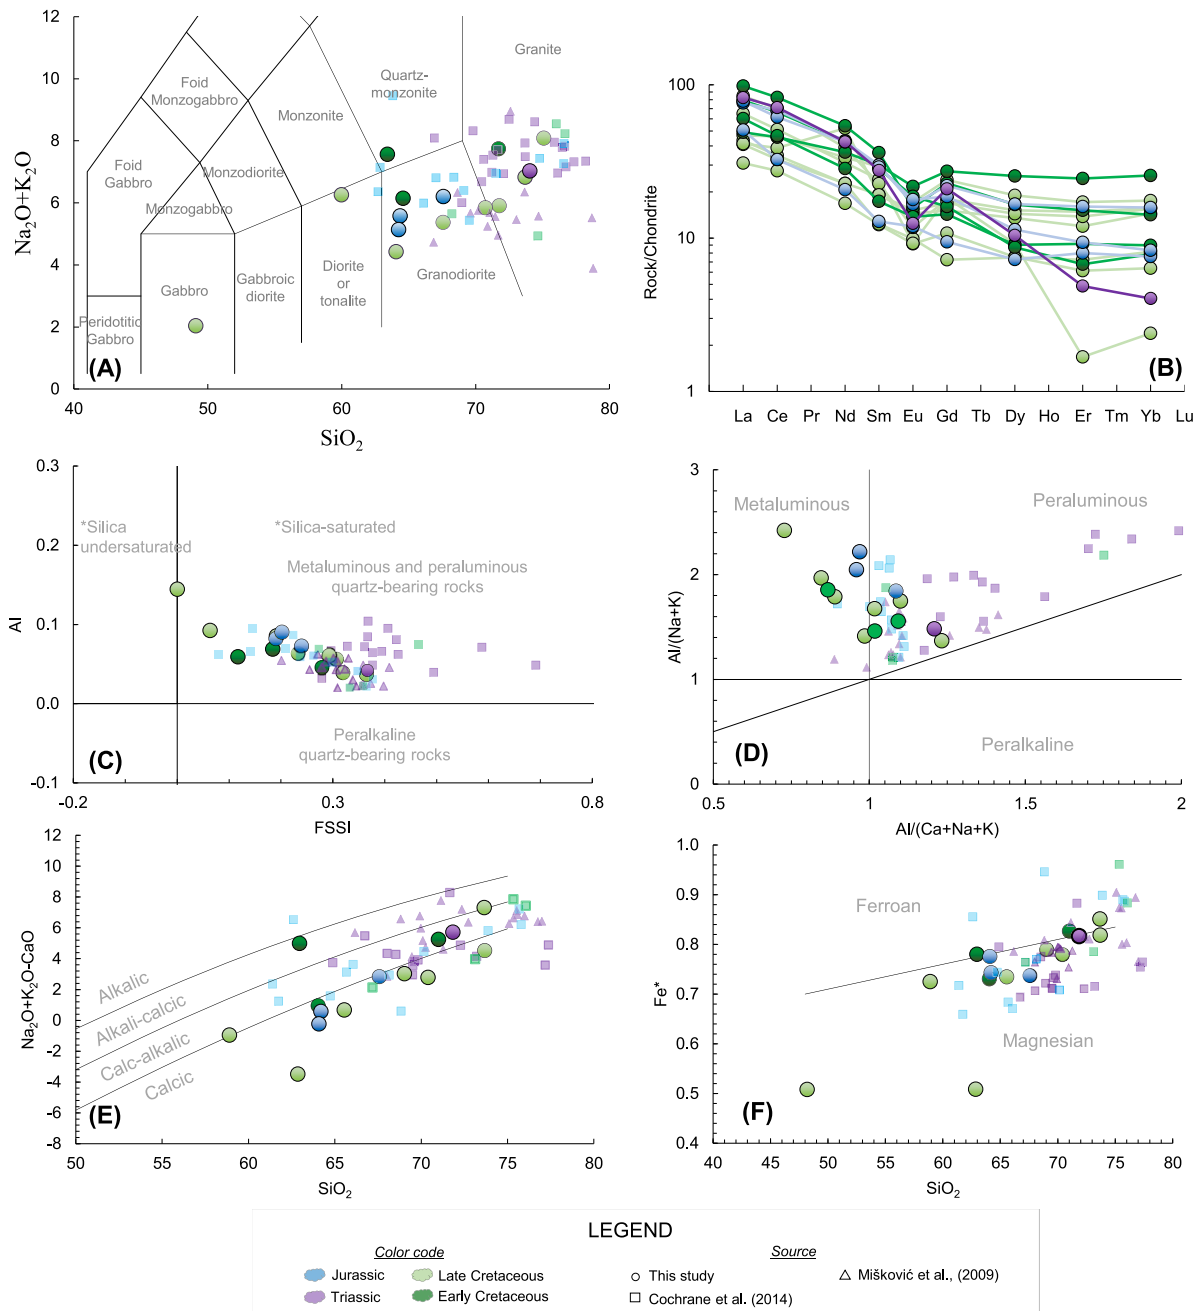 12
10
8
6
4
2
0
Na2O+K2O
Foid
Monzogabbro
Foid
Gabbro
Monzogabbro
Monzodiorite
Monzonite
Quartz-
monzonite
Granite
Peridotitic
Gabbro
Gabbro
Gabbroic
diorite
Diorite
or
tonalite
Granodiorite
(A)
40 50 60 70 80
SiO2
100
10
1
Rock/Chondrite
(B)
La Ce Pr Nd Sm Eu Gd Tb Dy Ho Er Tm Yb Lu
0.3
0.2
0.1
0.0
-0.1
AI
*Silica
undersaturated
*Silica-saturated
Metaluminous and peraluminous
quartz-bearing rocks
Peralkaline
quartz-bearing rocks
(C)
-0.2 0.3 0.8
FSSI
3
2
1
0
Al/(Na+K)
Metaluminous
Peraluminous
Peralkaline
(D)
0.5 1 1.5 2
Al/(Ca+Na+K)
12
10
8
6
4
2
0
-2
-4
-6
-8
Na2O+K2O-CaO
Alkalic
Alkali-calcic
Calc-alkalic
Calcic
(E)
50 55 60 65 70 75 80
SiO2
1.0
0.9
0.8
0.7
0.6
0.5
0.4
Fe*
Ferroan
Magnesian
(F)
40 45 50 55 60 65 70 75 80
SiO2
LEGEND
Color code Source
Jurassic Late Cretaceous This study Mišković et al., (2009)
Triassic Early Cretaceous Cochrane et al. (2014)